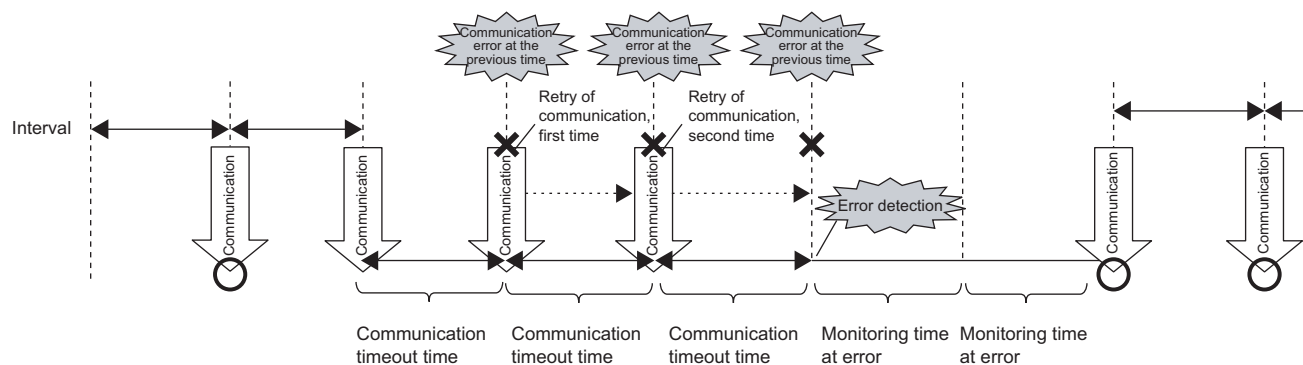 Communication
error at the
previous time
Communication
error at the
previous time
Communication
error at the
previous time
Retry of
communication,
first time
Retry of
communication,
second time
Interval
Communication
Communication
Communication
Communication
Communication
Communication
Error detection
Communication
timeout time
Communication
timeout time
Communication
timeout time
Monitoring time
at error
Monitoring time
at error